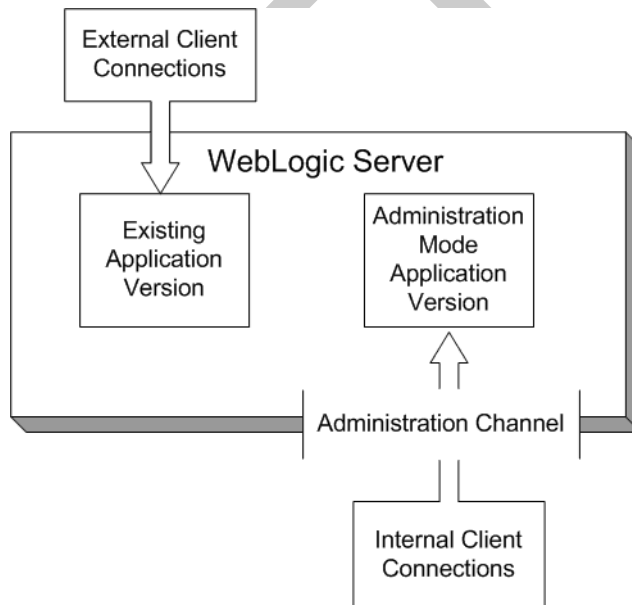 External Client
Connections
WebLogic Server
Existing
Application
Version
Administration
Mode
Application
Version
Administration Channel
Internal Client
Connections